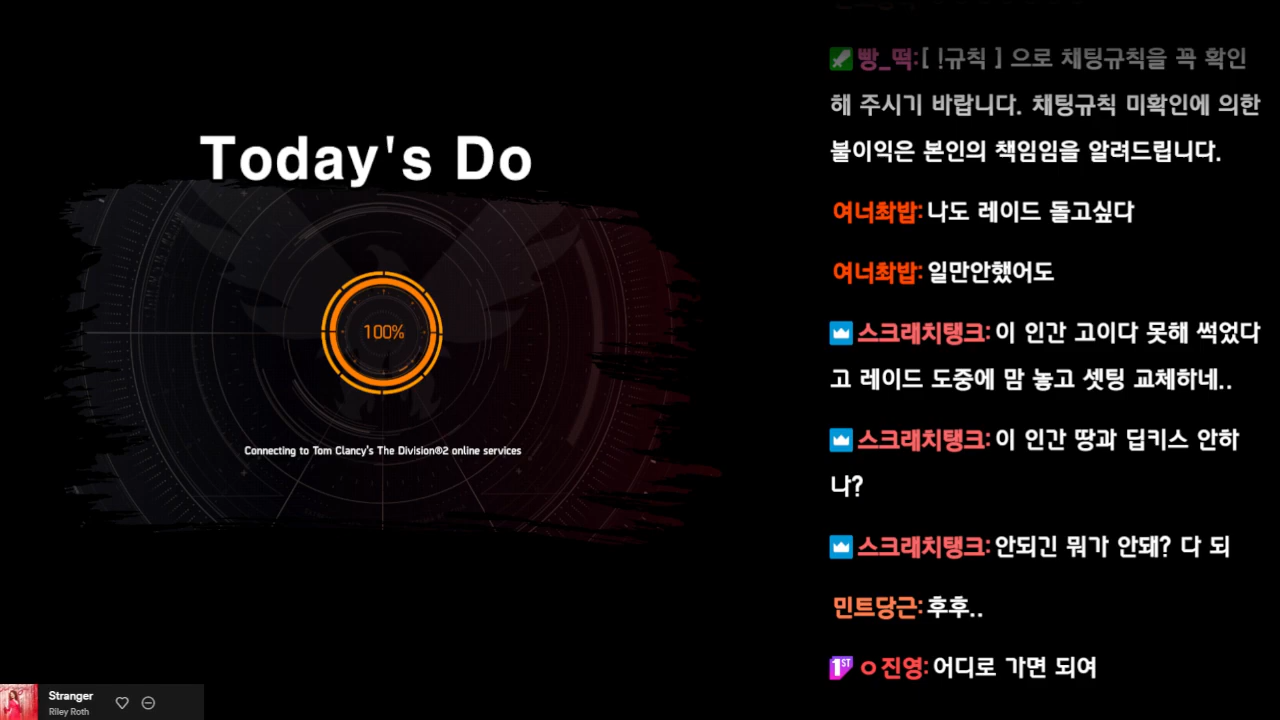 Today's Do
100%
Connecting to Tom Clancy's The Division®2 online services
Stranger
Riley Roth
빵_떡:[ !규칙 ] 으로 채팅규칙을 꼭 확인
해 주시기 바랍니다. 채팅규칙 미확인에 의한
불이익은 본인의 책임임을 알려드립니다.
여너촤밥: 나도 레이드 돌고싶다
여너촤밥: 일만안했어도
스크래치탱크: 이 인간 고이다 못해 썩었다
고 레이드 도중에 맘 놓고 셋팅 교체하네..
스크래치탱크: 이 인간 땅과 딥키스 안하
나?
스크래치탱크: 안되긴 뭐가 안돼? 다 되
민트당근: 후후..
1ST ㅇ진영: 어디로 가면 되여